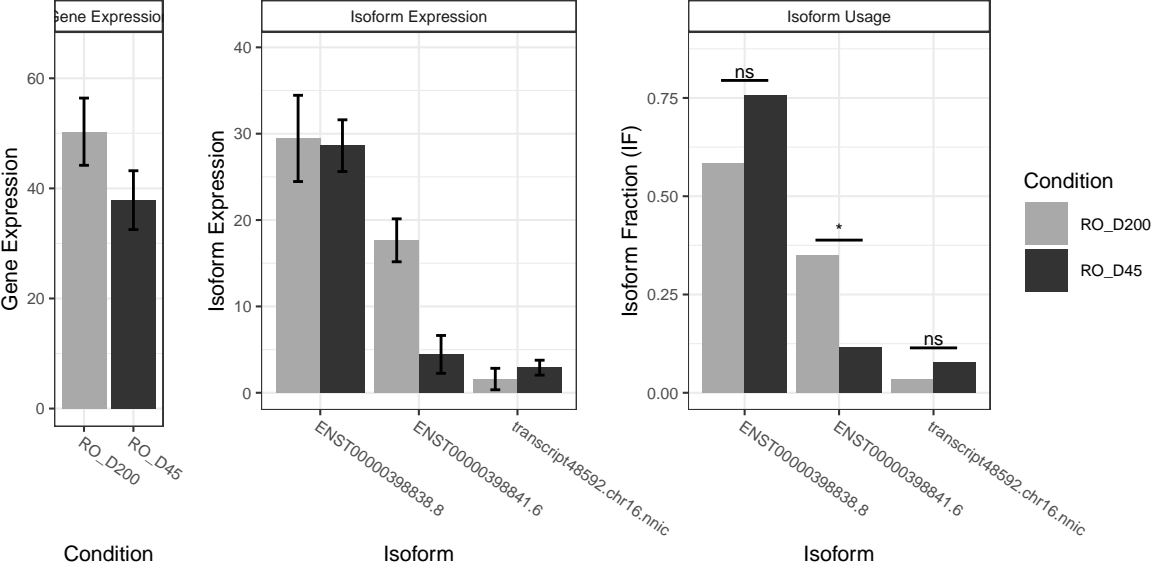 Gene Expression
Isoform Expression
Isoform Usage
Gene Expression
60
40
20
0
RO_D200
RO_D45
Condition
Isoform Expression
40
30
20
10
0
ENST00000398838.8
ENST00000398841.6
transcript48592.chr16.nnic
Isoform
Isoform Fraction (IF)
0.75
0.50
0.25
0.00
ns
*
ns
ENST00000398838.8
ENST00000398841.6
transcript48592.chr16.nnic
Isoform
Condition
RO_D200
RO_D45